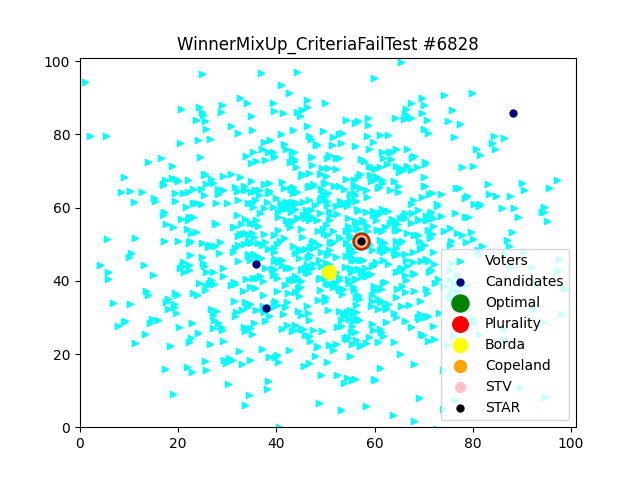 WinnerMixUp_CriteriaFailTest #6828
100
80
60
40
20
0
0
20
40
60
80
100
Voters
Candidates
Optimal
Plurality
Borda
Copeland
STV
STAR